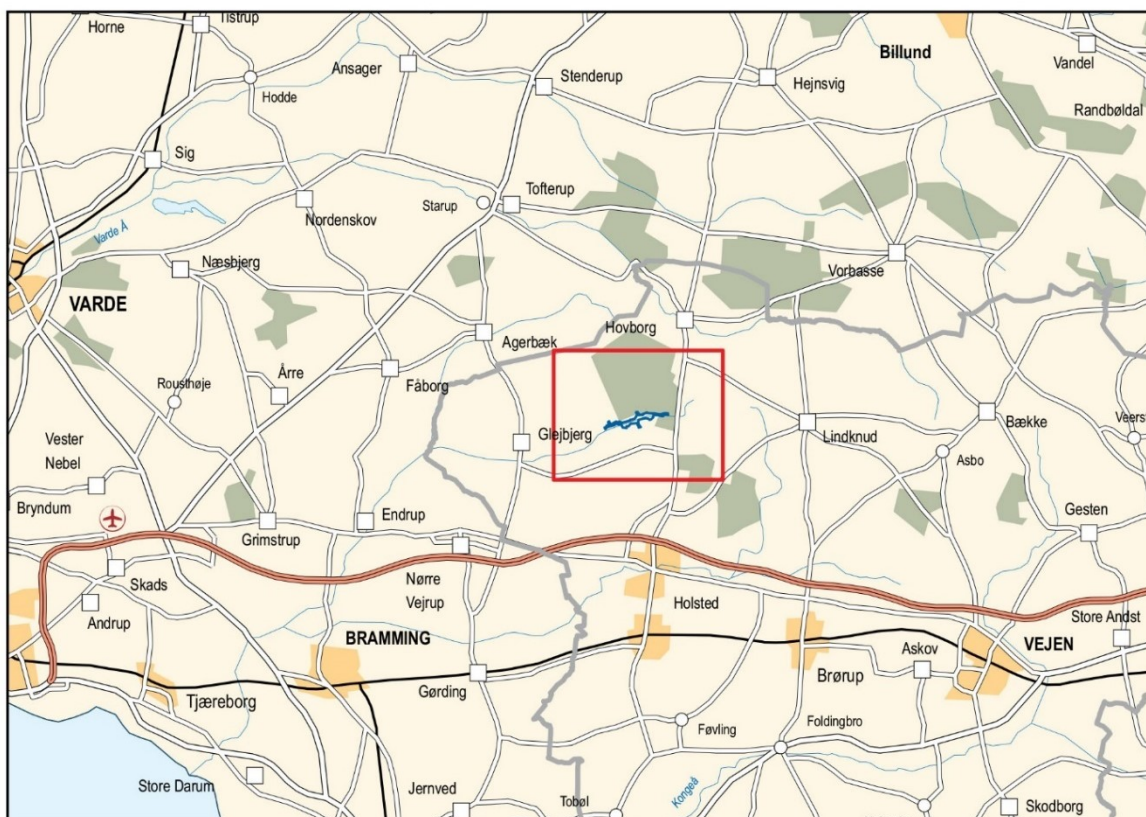 Horne
Tistrup
Billund
Vandel
Ansager
Stenderup
Hejnsvig
Hodde
Randbøldal
Sig
Tofterup
Starup
Nordenskov
Varde Å
Næsbjerg
Vorbasse
VARDE
Hovborg
Agerbæk
Fåborg
Årre
Rousthøje
Bække
Veerst
Vester
Nebel
Glejbjerg
Lindknud
Asbo
Bryndum
Endrup
Gesten
Grimstrup
Skads
Nørre
Vejrup
Holsted
Andrup
Store Andst
BRAMMING
VEJEN
Askov
Brørup
Gørding
Tjæreborg
Føvling
Foldingbro
Store Darum
Jernved
Tobøl
Kongeå
Skodborg